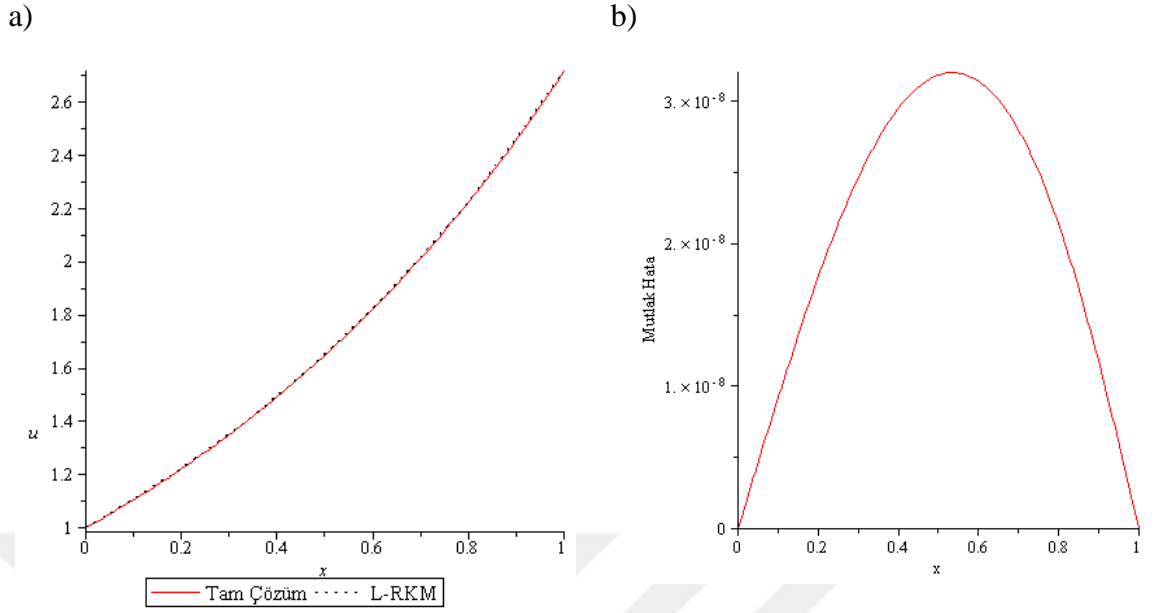 a)
2.6
2.4
2.2
2
1.8
1.6
1.4
u
1.2
1
0 0.2 0.4 0.6 0.8 1
x
Tam Çözüm L-RKM
b)
3. × 10⁻⁸
2. × 10⁻⁸
Mutlak Hata
1. × 10⁻⁸
0
0 0.2 0.4 0.6 0.8 1
x